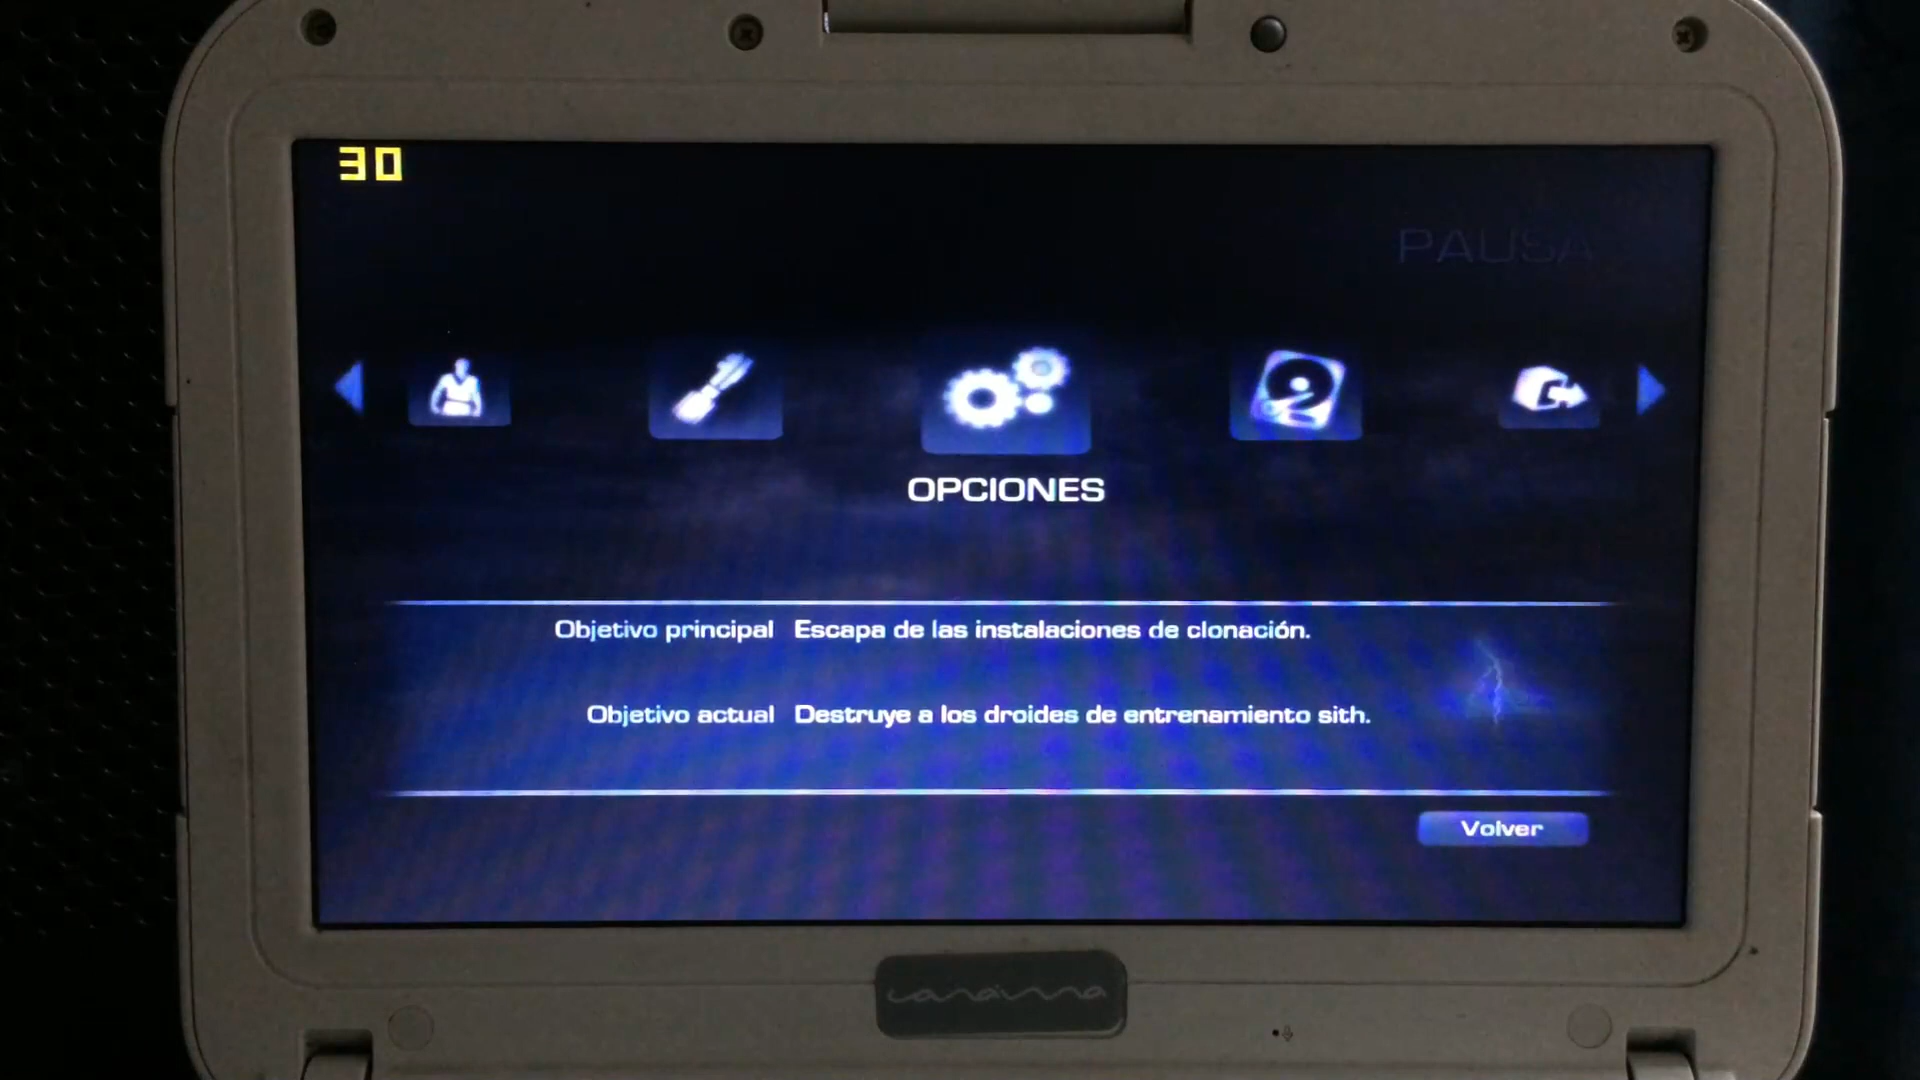 30
PAUSA
OPCIONES
Objetivo principal Escapa de las instalaciones de clonación.
Objetivo actual Destruye a los droides de entrenamiento sith.
Volver
canaima